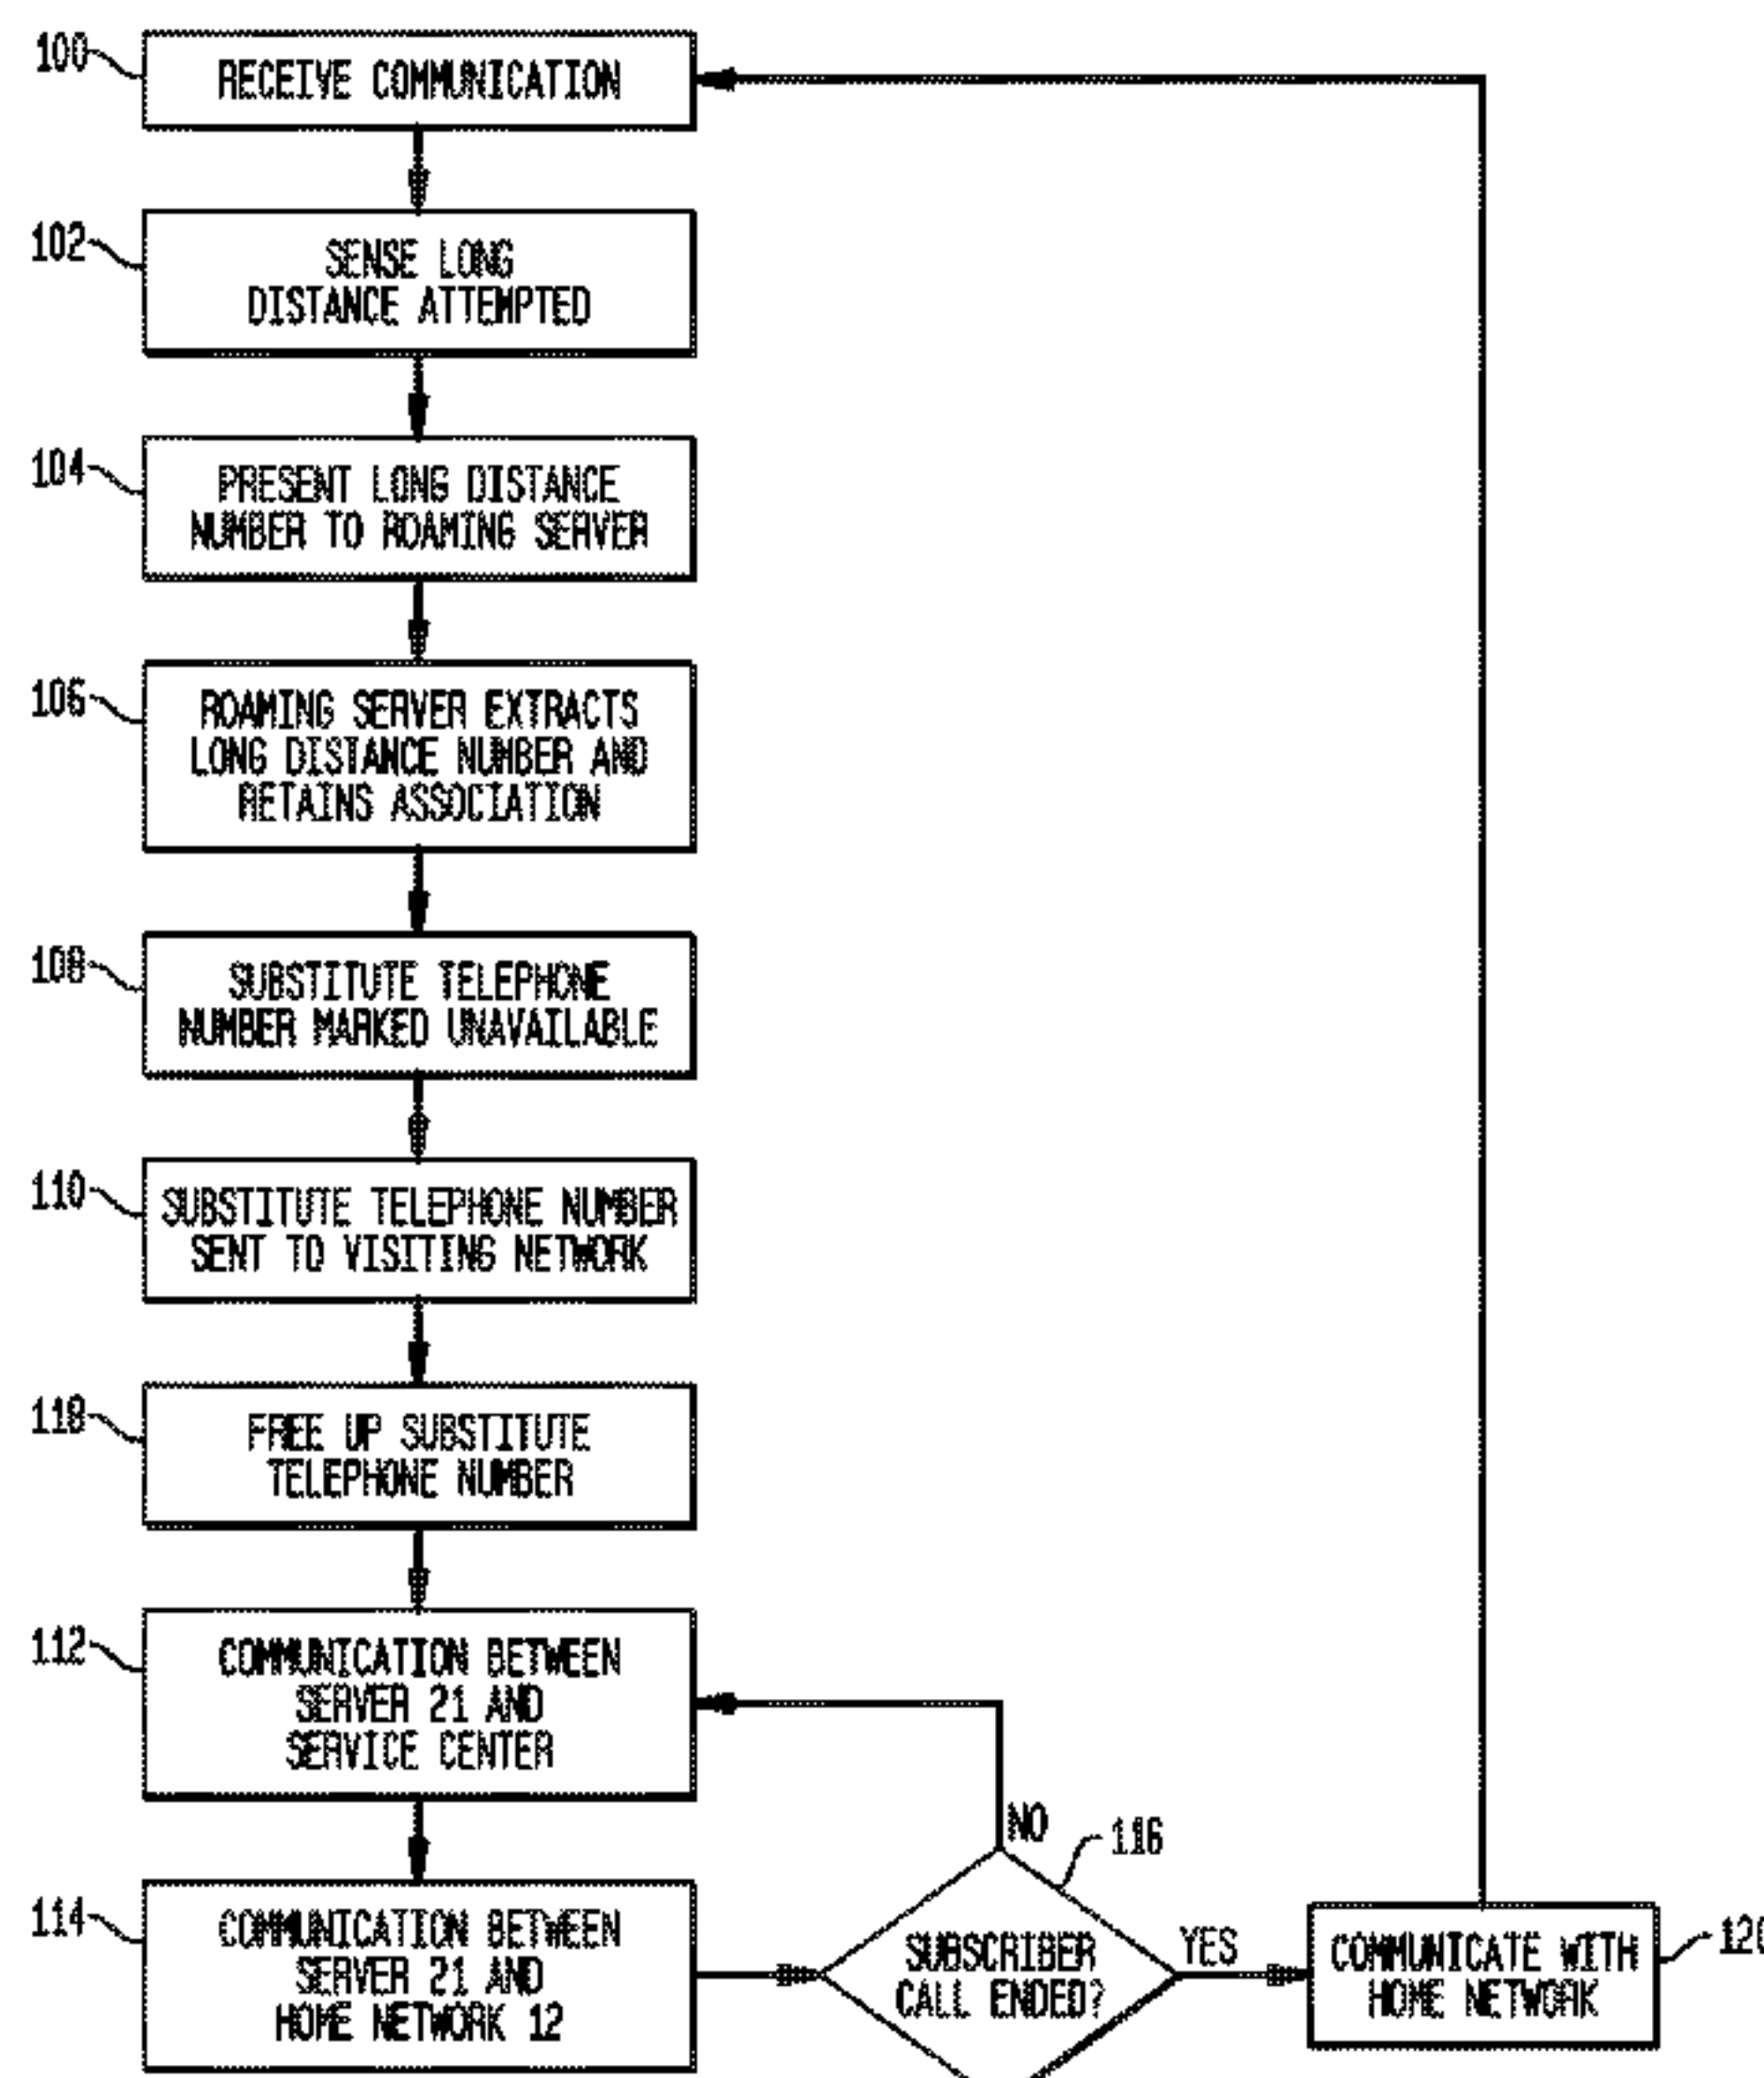 100
RECEIVE COMMUNICATION
102
SENSE LONG
DISTANCE ATTEMPTED
104
PRESENT LONG DISTANCE
NUMBER TO ROAMING SERVER
106
ROAMING SERVER EXTRACTS
LONG DISTANCE NUMBER AND
RETAINS ASSOCIATION
108
SUBSTITUTE TELEPHONE
NUMBER MARKED UNAVAILABLE
110
SUBSTITUTE TELEPHONE NUMBER
SENT TO VISITING NETWORK
118
FREE UP SUBSTITUTE
TELEPHONE NUMBER
112
COMMUNICATION BETWEEN
SERVER 21 AND
SERVICE CENTER
114
COMMUNICATION BETWEEN
SERVER 21 AND
HOME NETWORK 12
NO
116
SUBSCRIBER
CALL ENDED?
YES
COMMUNICATE WITH
HOME NETWORK
120